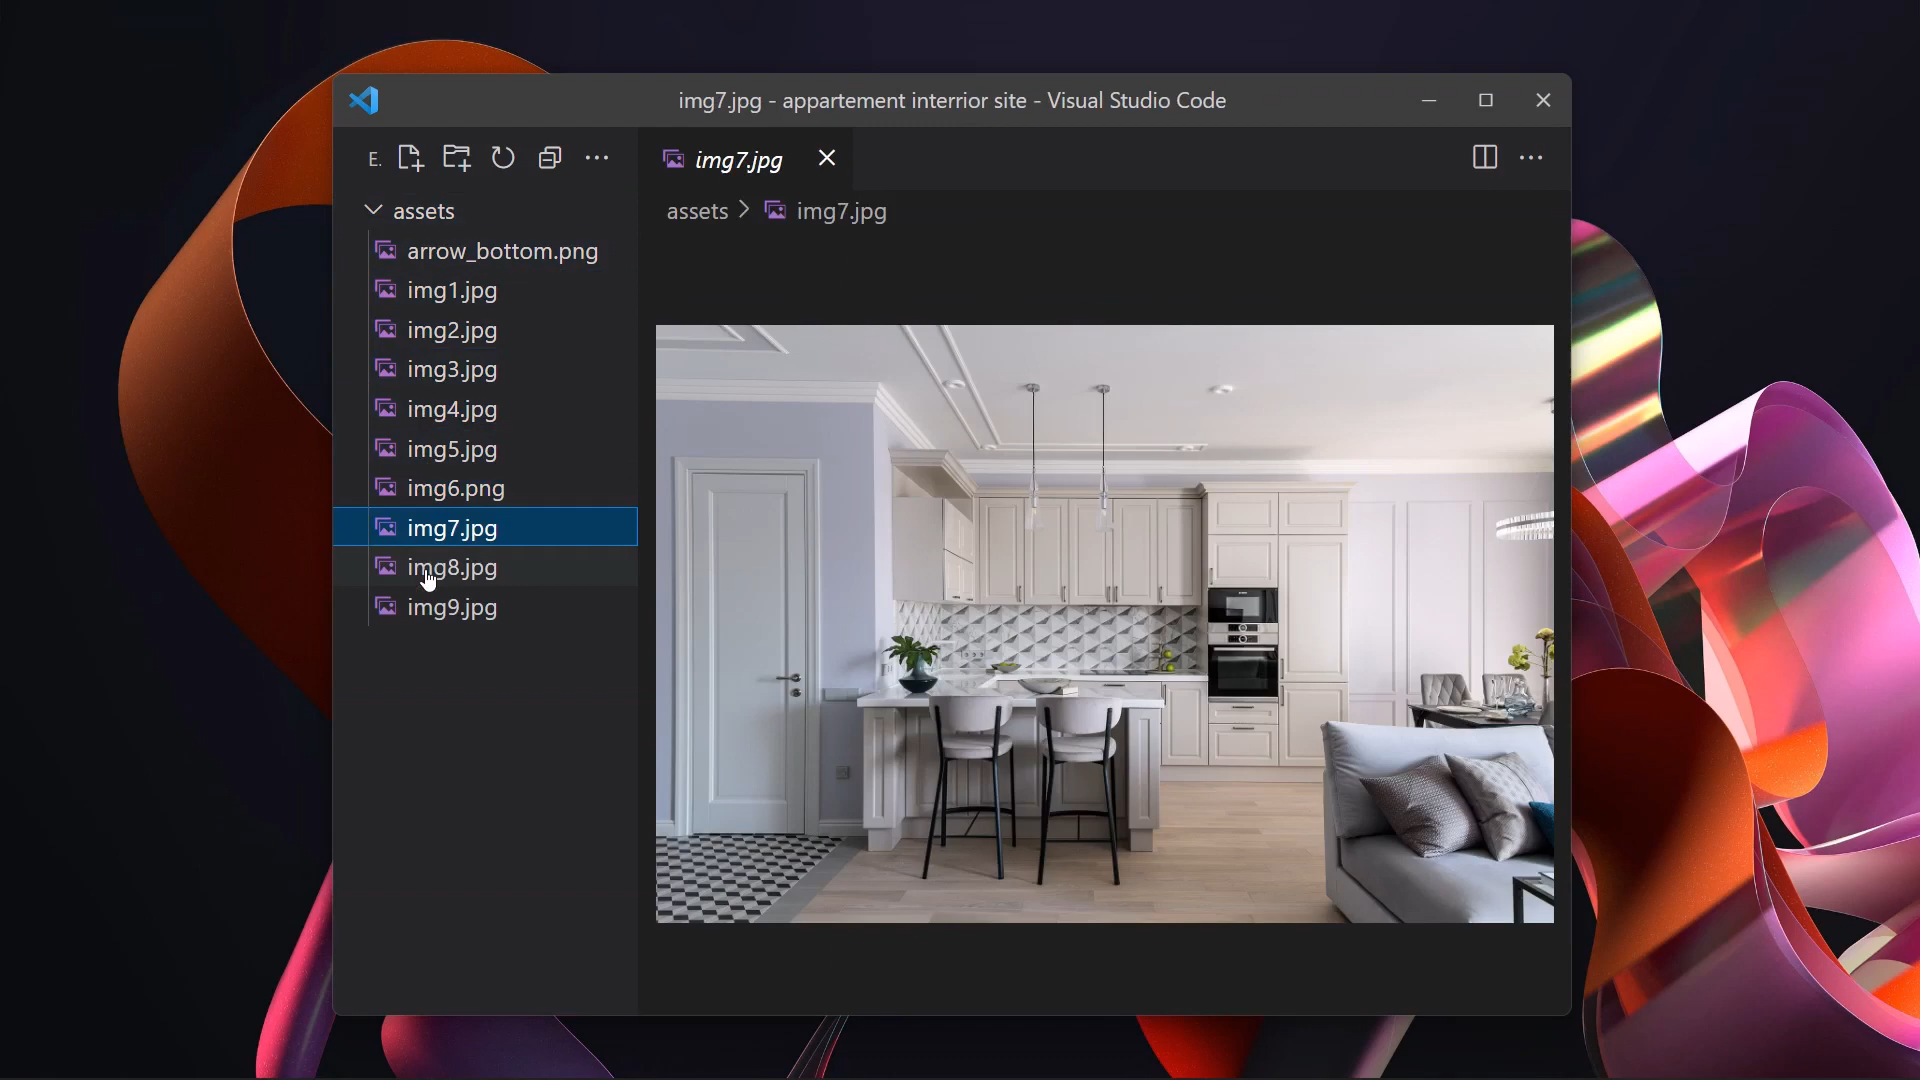 img7.jpg - appartement interrior site - Visual Studio Code
E.
img7.jpg
assets
assets > img7.jpg
arrow_bottom.png
img1.jpg
img2.jpg
img3.jpg
img4.jpg
img5.jpg
img6.png
img7.jpg
img8.jpg
img9.jpg